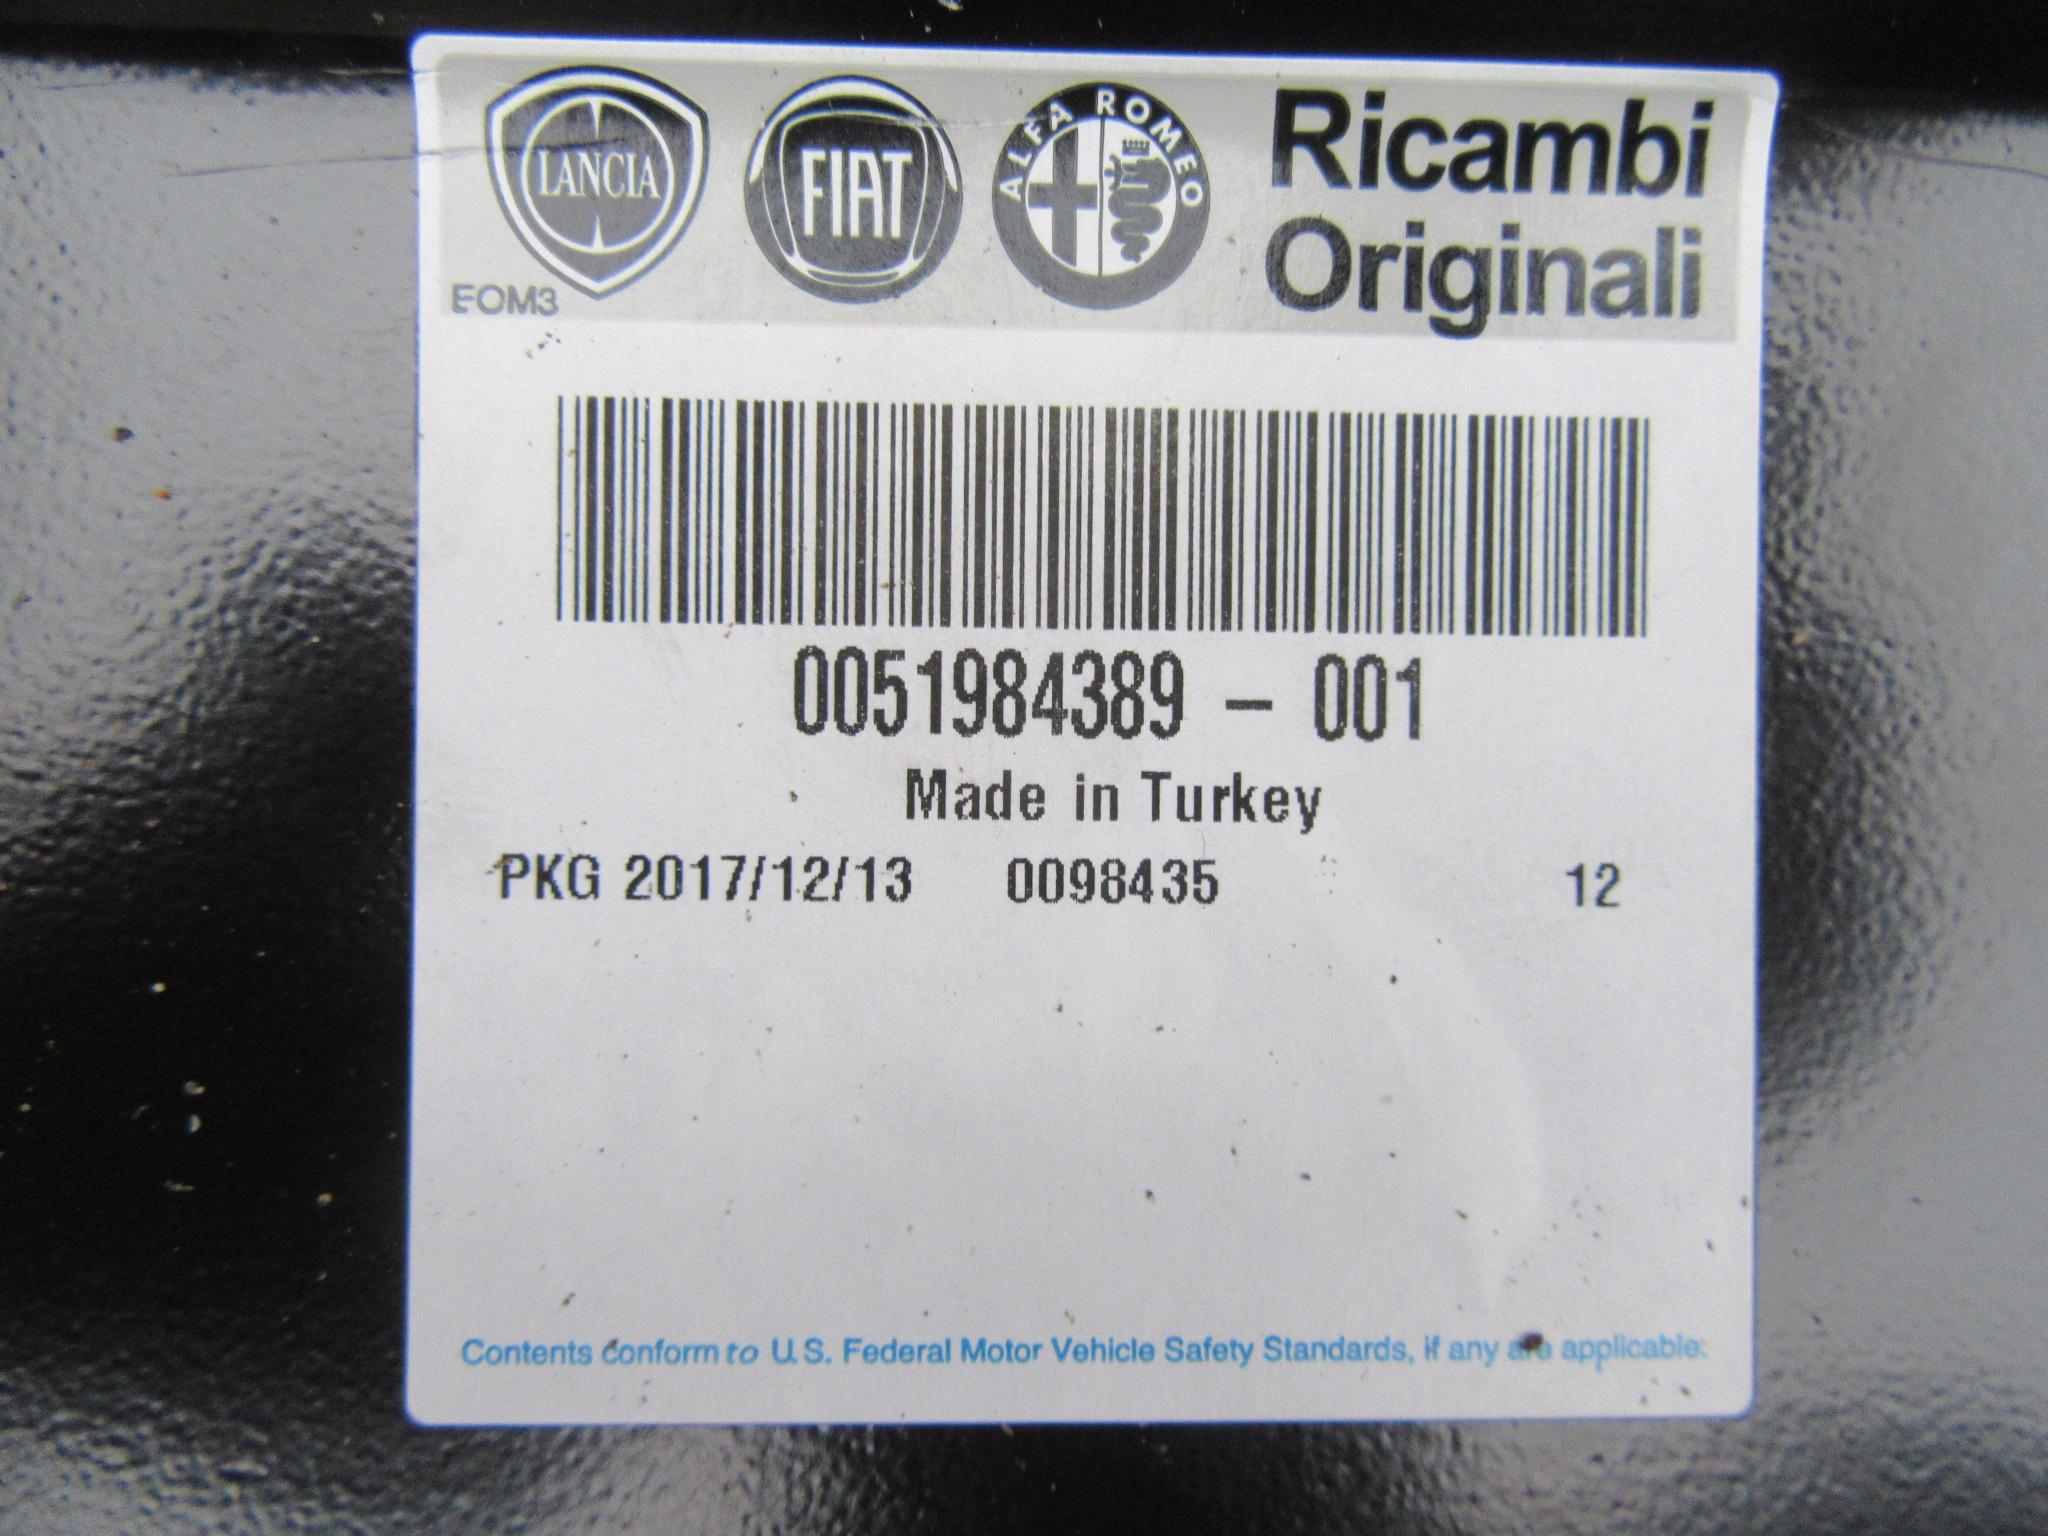 LANCIA
FIAT
ALFA ROMEO
Ricambi
Originali
EOM3
0051984389 - 001
Made in Turkey
PKG 2017/12/13 0098435 12
Contents conform to U.S. Federal Motor Vehicle Safety Standards, if any are applicable.